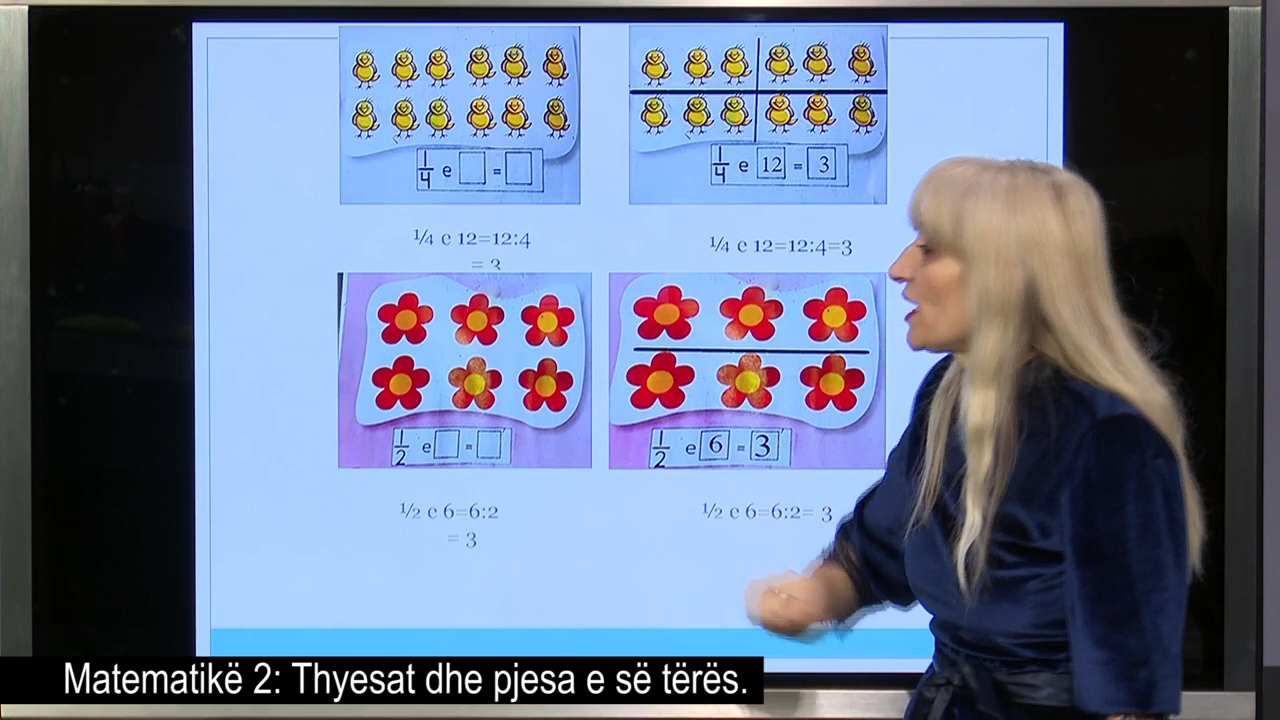 1/4 e □ = □
1/4 e 12 = 3
¼ e 12=12:4
= 3
¼ e 12=12:4=3
1/2 e □ = □
1/2 e 6 = 3
½ e 6=6:2
= 3
½ e 6=6:2= 3
Matematikë 2: Thyesat dhe pjesa e së tërës.